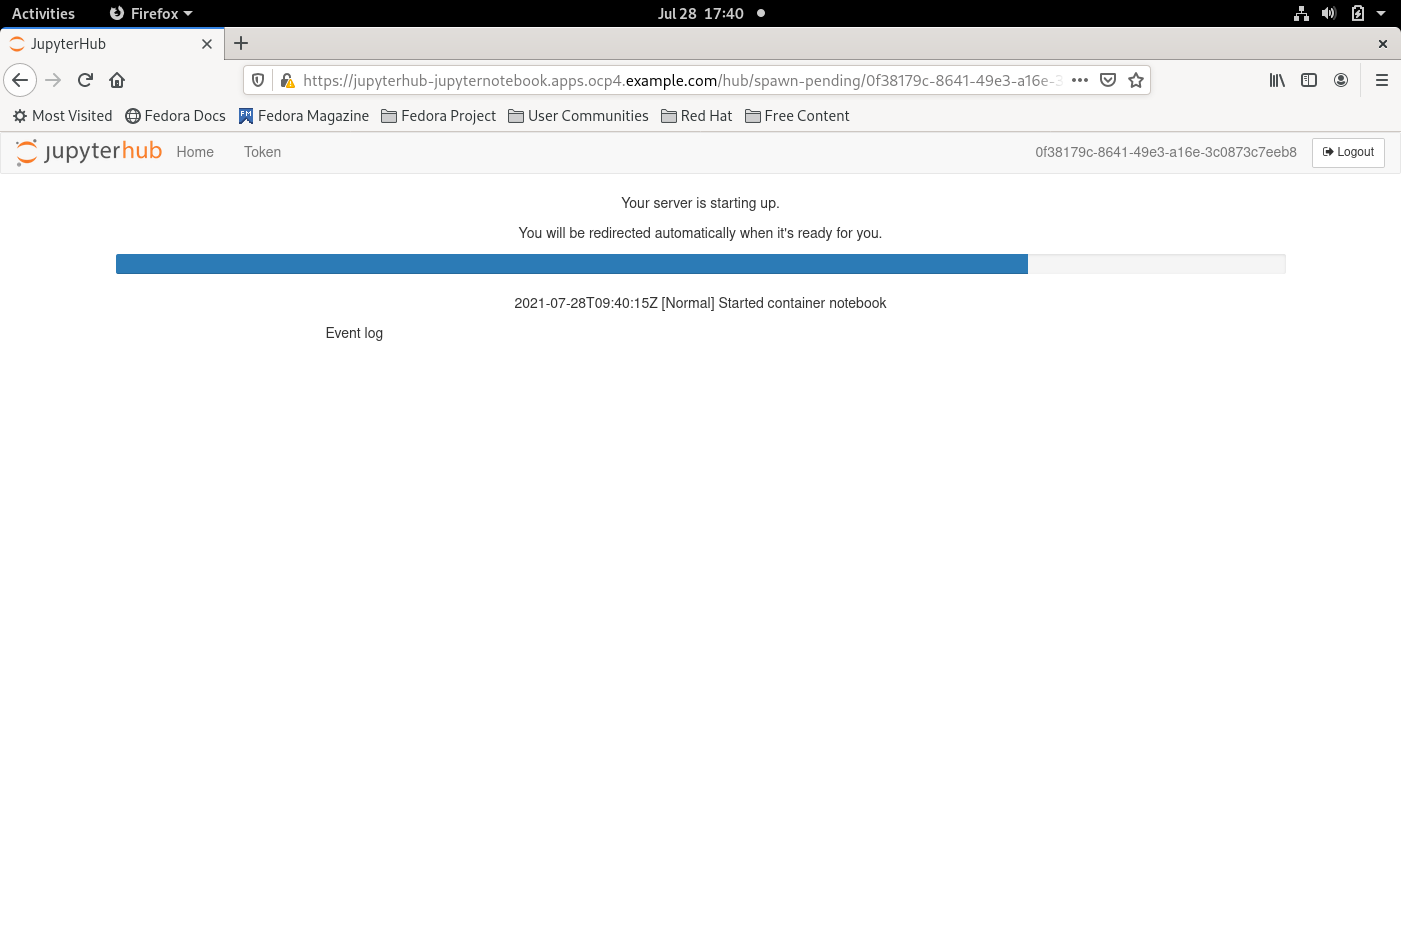 Activities Firefox Jul 28 17:40
JupyterHub
https://jupyterhub-jupyternotebook.apps.ocp4.example.com/hub/spawn-pending/0f38179c-8641-49e3-a16e-3
Most Visited Fedora Docs Fedora Magazine Fedora Project User Communities Red Hat Free Content
jupyterhub Home Token 0f38179c-8641-49e3-a16e-3c0873c7eeb8 Logout
Your server is starting up.
You will be redirected automatically when it's ready for you.
2021-07-28T09:40:15Z [Normal] Started container notebook
Event log